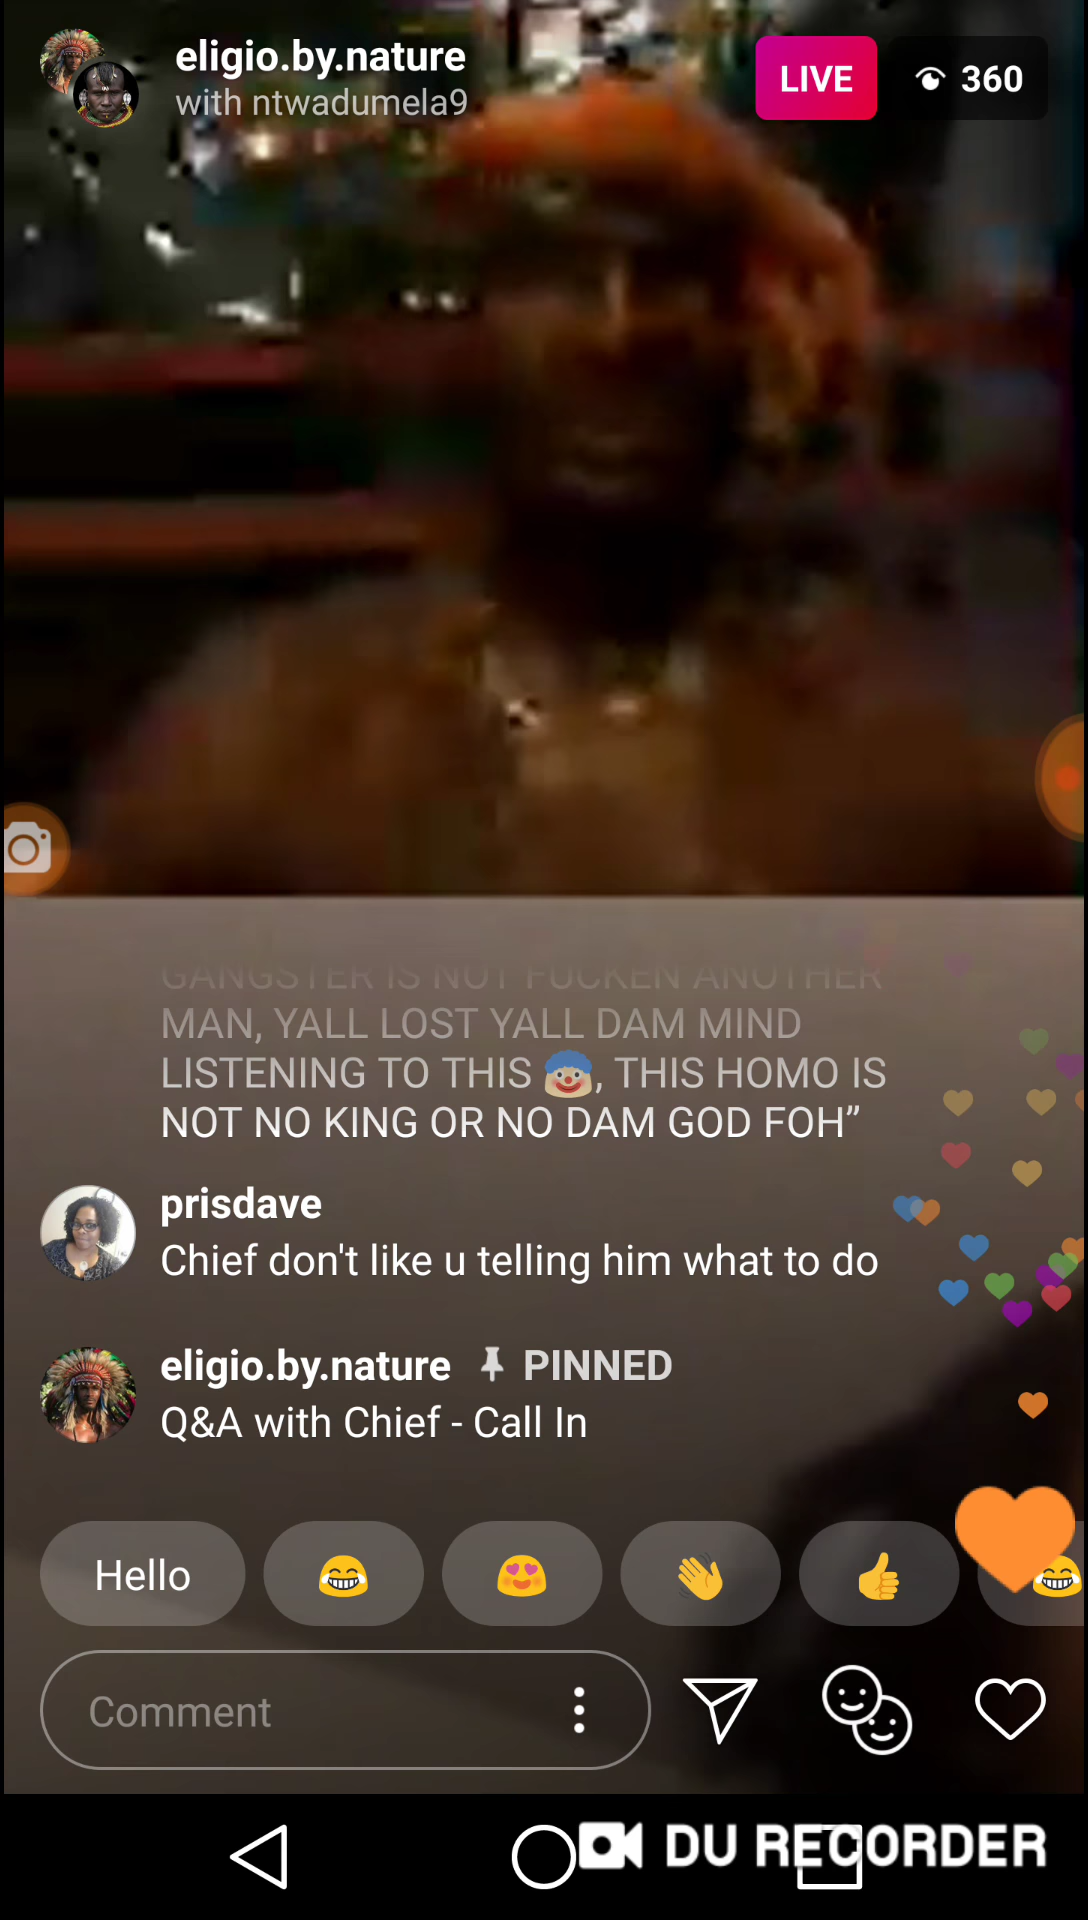 eligio.by.nature
with ntwadumela9
LIVE
360
GANGSTER IS NOT FUCKEN ANOTHER
MAN, YALL LOST YALL DAM MIND
LISTENING TO THIS 🤡, THIS HOMO IS
NOT NO KING OR NO DAM GOD FOH”
prisdave
Chief don't like u telling him what to do
eligio.by.nature PINNED
Q&A with Chief - Call In
Hello
Comment
DU RECORDER